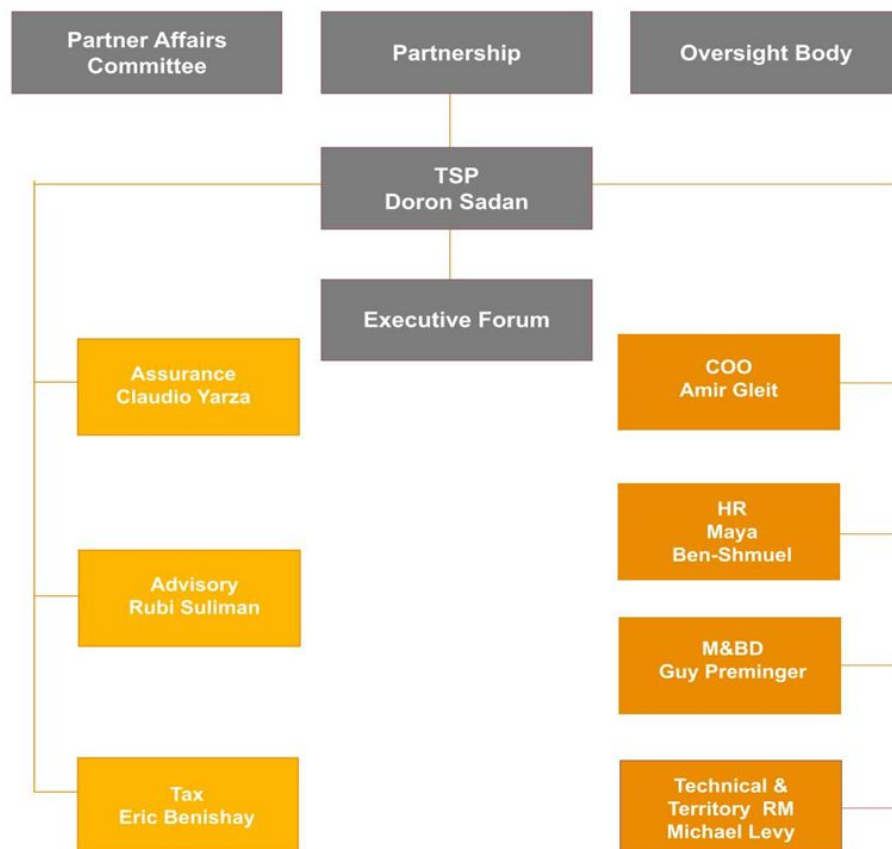 Partner Affairs
Committee
Partnership
Oversight Body
TSP
Doron Sadan
Executive Forum
Assurance
Claudio Yarza
COO
Amir Gleit
HR
Maya
Ben-Shmuel
Advisory
Rubi Suliman
M&BD
Guy Preminger
Tax
Eric Benishay
Technical &
Territory RM
Michael Levy